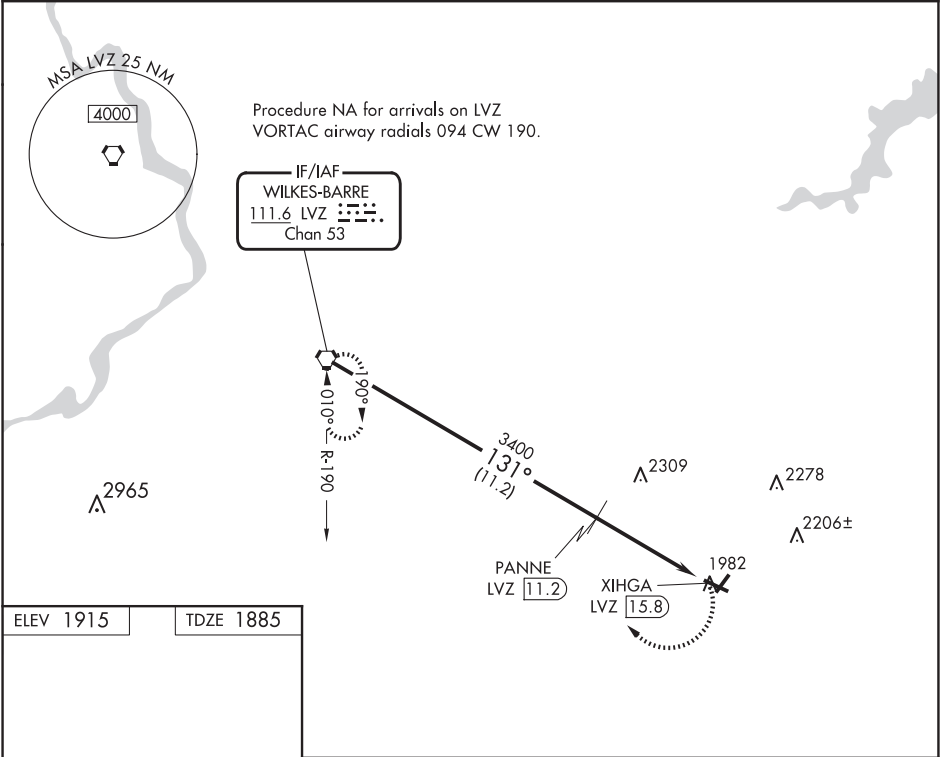 MSA LVZ 25 NM
4000
Procedure NA for arrivals on LVZ
VORTAC airway radials 094 CW 190.
IF/IAF
WILKES-BARRE
111.6 LVZ
Chan 53
190°
010°
R-190
3400
131°
(11.2)
2965
2309
2278
2206±
1982
PANNE
LVZ 11.2
XIHGA
LVZ 15.8
ELEV 1915
TDZE 1885